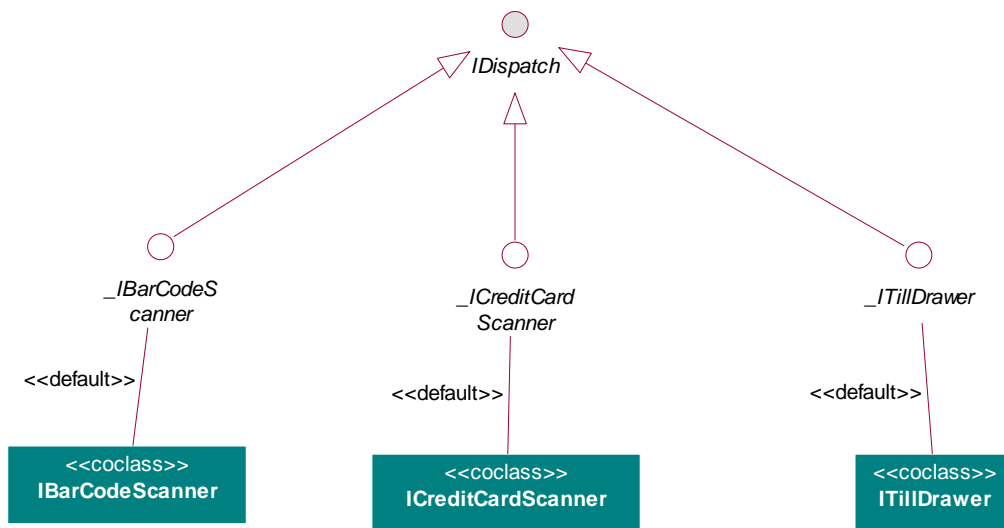 IDispatch
_IBarCodeS
canner
_ICreditCard
Scanner
_ITillDrawer
<<default>>
<<default>>
<<default>>
<<coclass>>
IBarCodeScanner
<<coclass>>
ICreditCardScanner
<<coclass>>
ITillDrawer